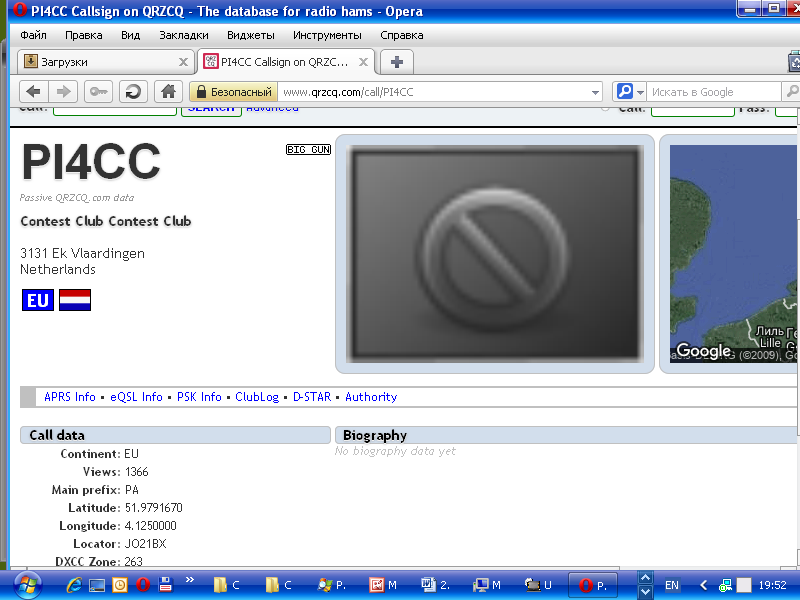 PI4CC Callsign on QRZCQ - The database for radio hams - Opera
Файл Правка Вид Закладки Виджеты Инструменты Справка
Загрузки PI4CC Callsign on QRZC...
Безопасный www.qrzcq.com/call/PI4CC Искать в Google
Call: SEARCH Advanced Call: Pass:
PI4CC BIG GUN
Passive QRZCQ.com data
Contest Club Contest Club
3131 Ek Vlaardingen
Netherlands
EU
Лиль
Lille
Google (©2009),
APRS Info • eQSL Info • PSK Info • ClubLog • D-STAR • Authority
Call data Biography
Continent: EU No biography data yet
Views: 1366
Main prefix: PA
Latitude: 51.9791670
Longitude: 4.1250000
Locator: JO21BX
DXCC Zone: 263
» C C P. M 2. M U P. EN 19:52